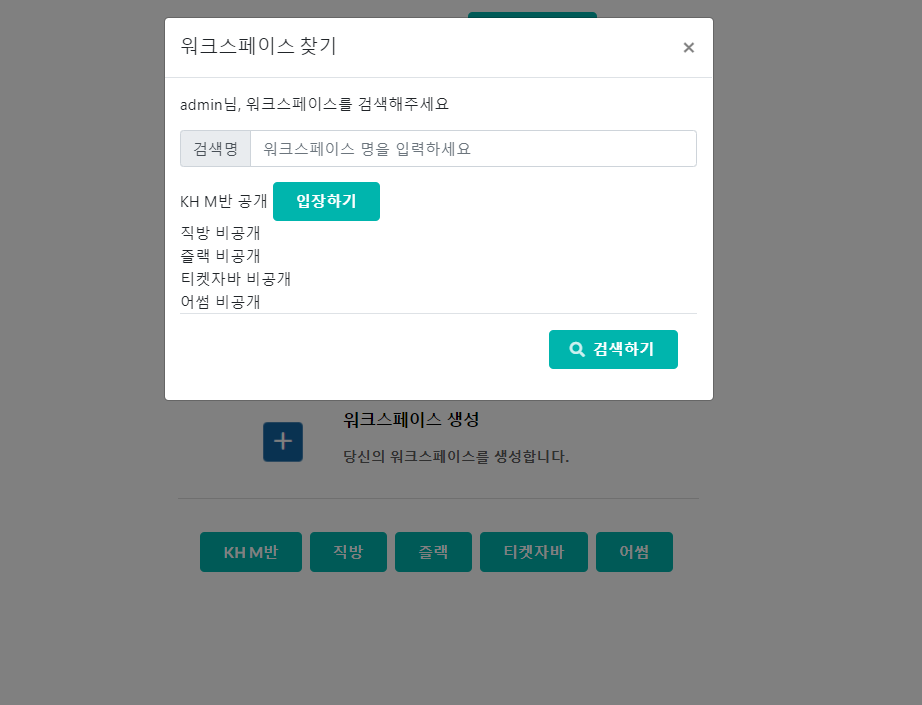 워크스페이스 찾기 ×
admin님, 워크스페이스를 검색해주세요
검색명 워크스페이스 명을 입력하세요
KH M반 공개 입장하기
직방 비공개
즐랙 비공개
티켓자바 비공개
어썸 비공개
검색하기
워크스페이스 생성
당신의 워크스페이스를 생성합니다.
KH M반 직방 즐랙 티켓자바 어썸